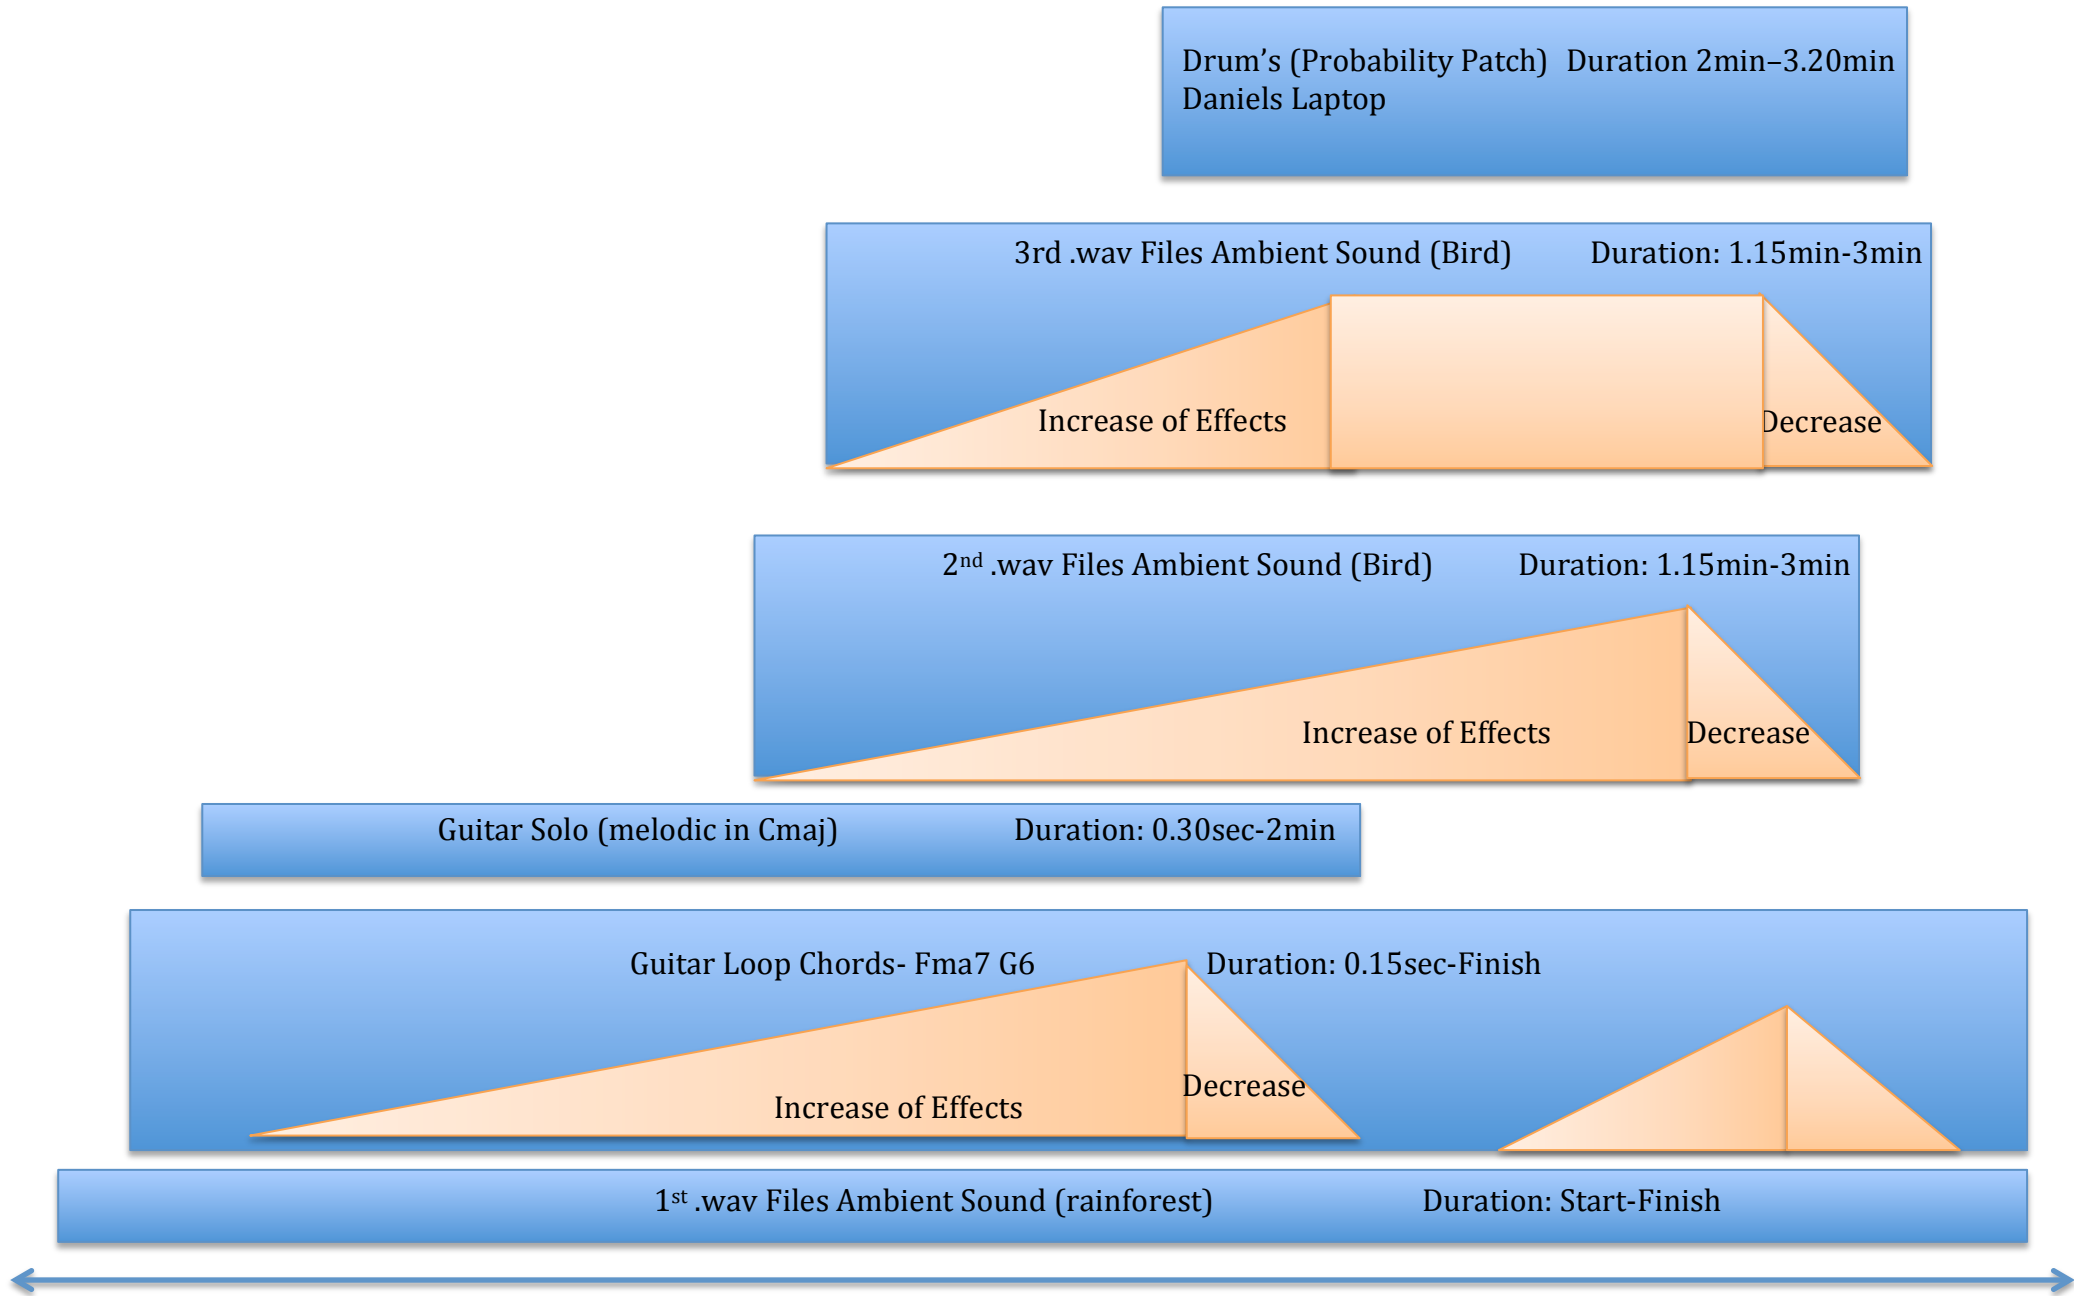 Drum’s (Probability Patch) Duration 2min–3.20min
Daniels Laptop
3rd .wav Files Ambient Sound (Bird) Duration: 1.15min-3min
Increase of Effects Decrease
2nd .wav Files Ambient Sound (Bird) Duration: 1.15min-3min
Increase of Effects Decrease
Guitar Solo (melodic in Cmaj) Duration: 0.30sec-2min
Guitar Loop Chords- Fma7 G6 Duration: 0.15sec-Finish
Decrease
Increase of Effects
1st .wav Files Ambient Sound (rainforest) Duration: Start-Finish